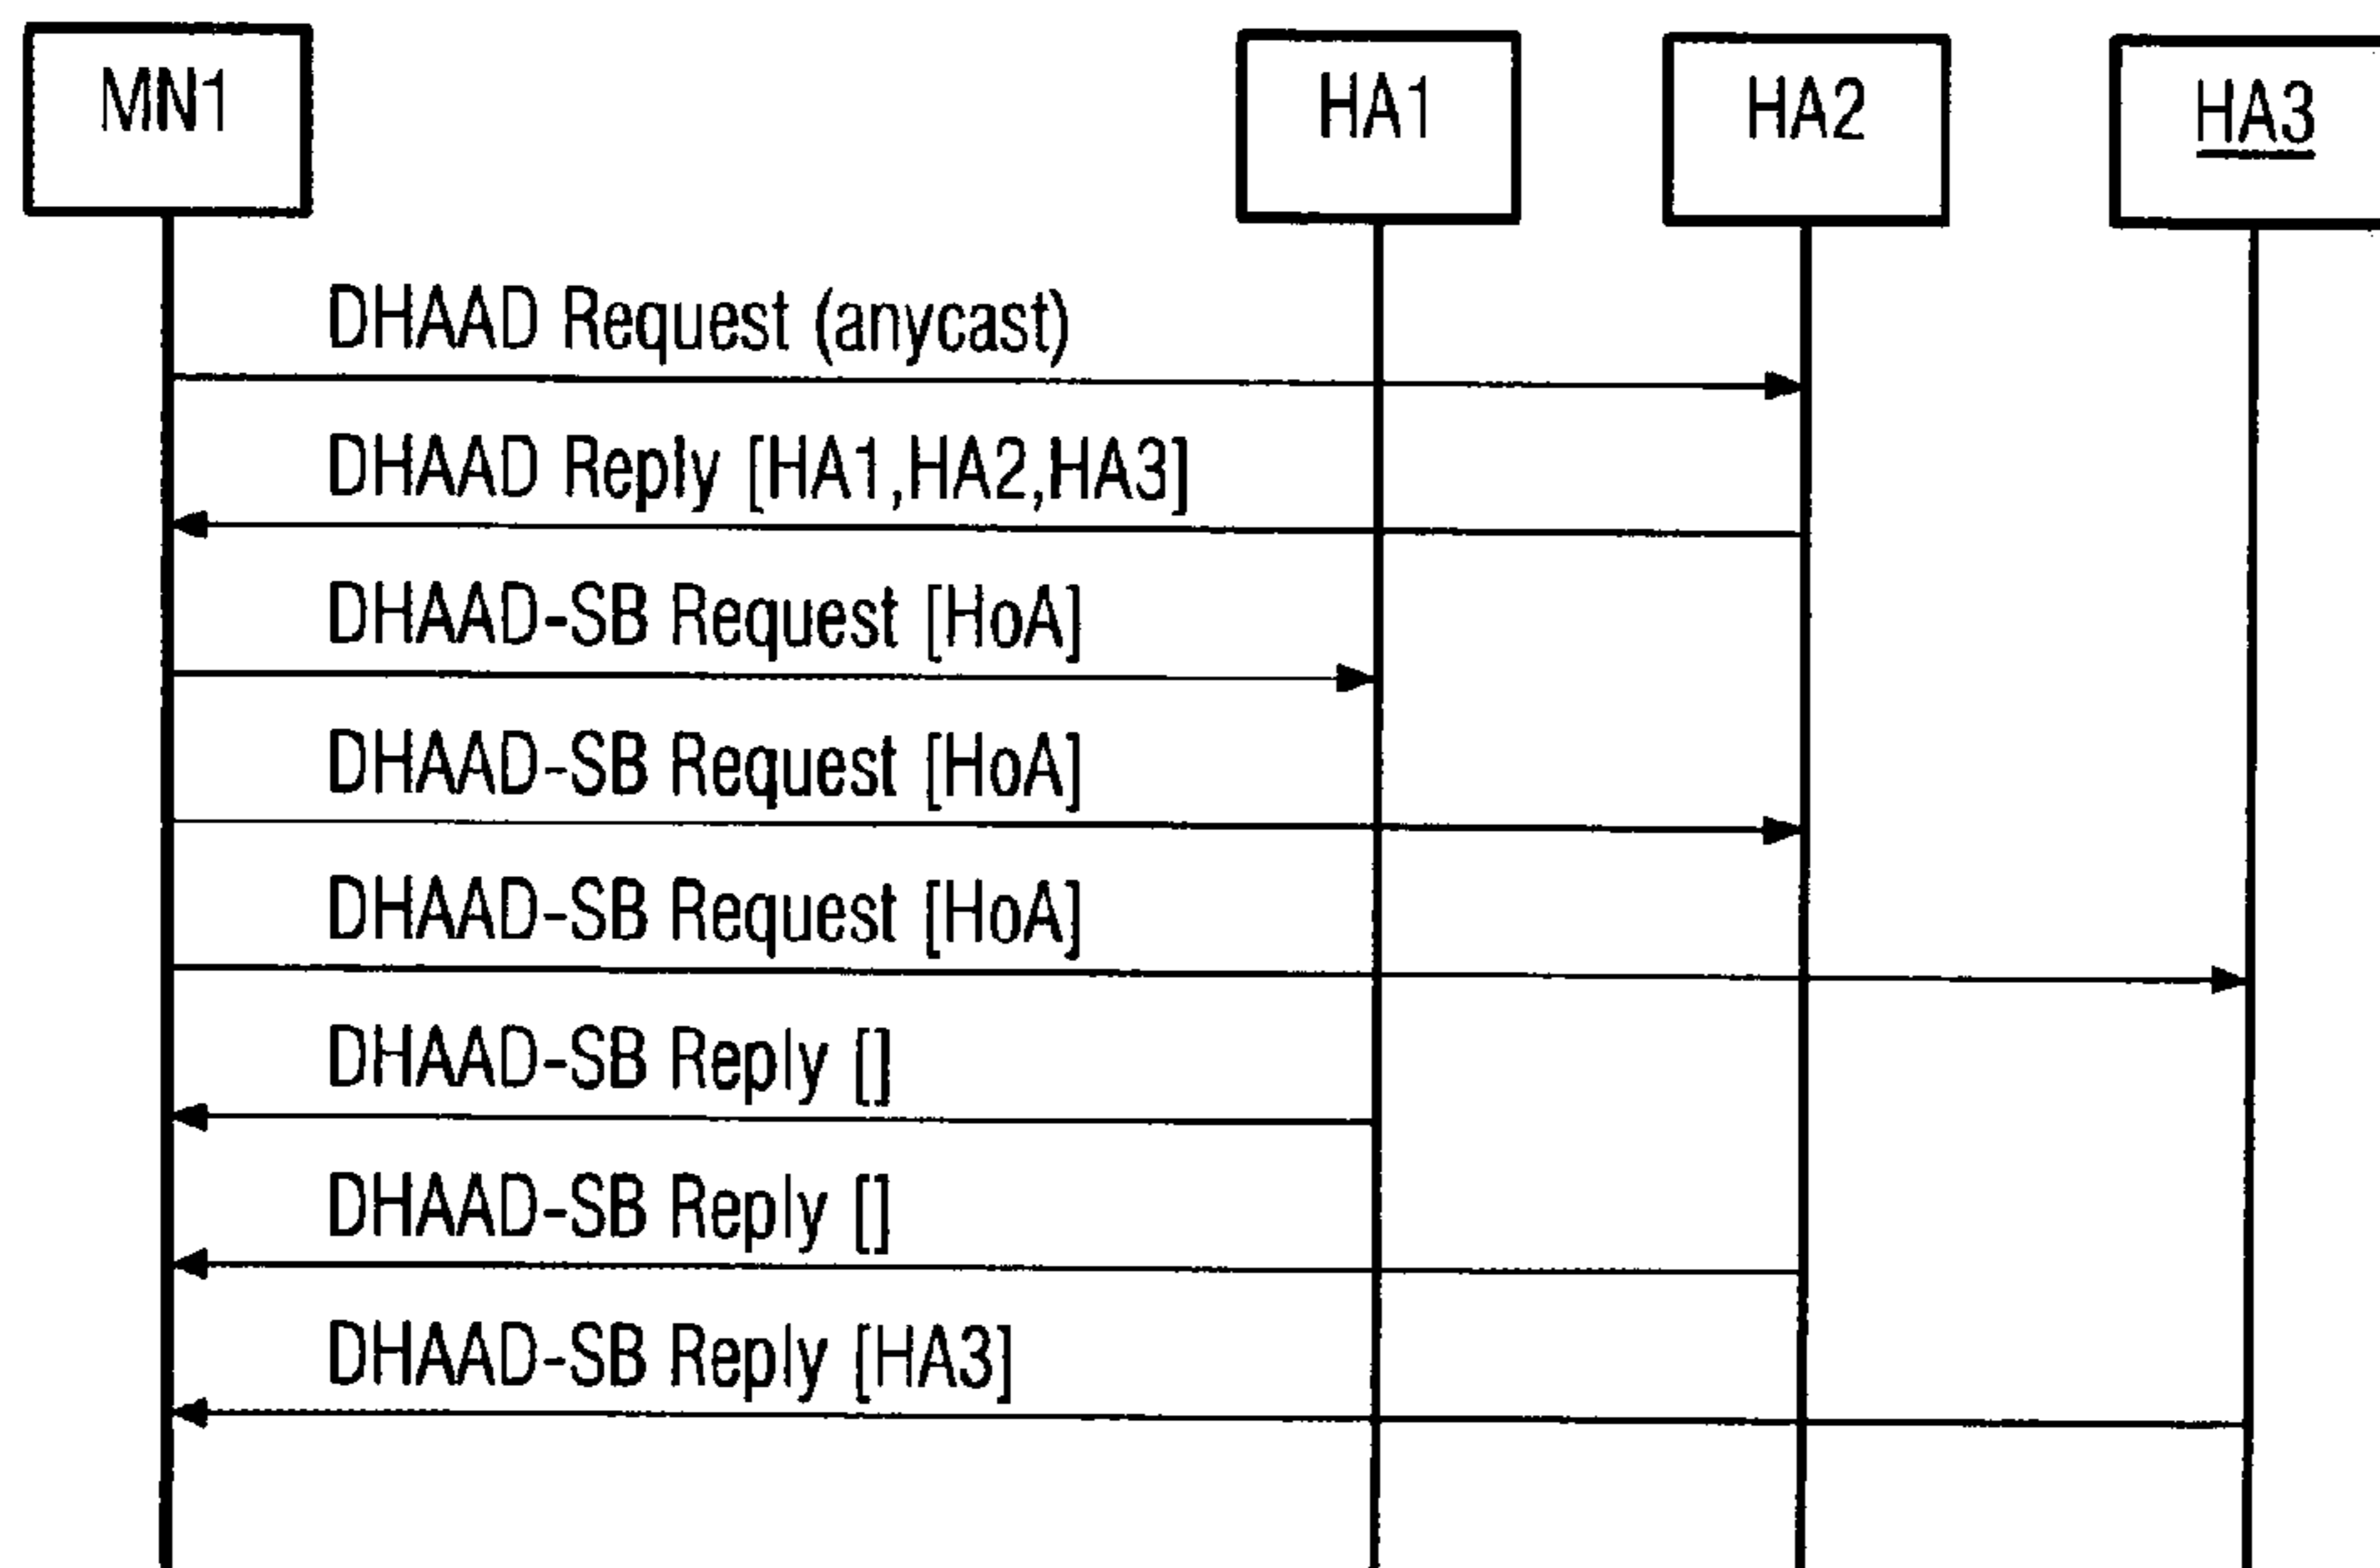 MN1
HA1
HA2
HA3
DHAAD Request (anycast)
DHAAD Reply [HA1,HA2,HA3]
DHAAD-SB Request [HoA]
DHAAD-SB Request [HoA]
DHAAD-SB Request [HoA]
DHAAD-SB Reply []
DHAAD-SB Reply []
DHAAD-SB Reply [HA3]